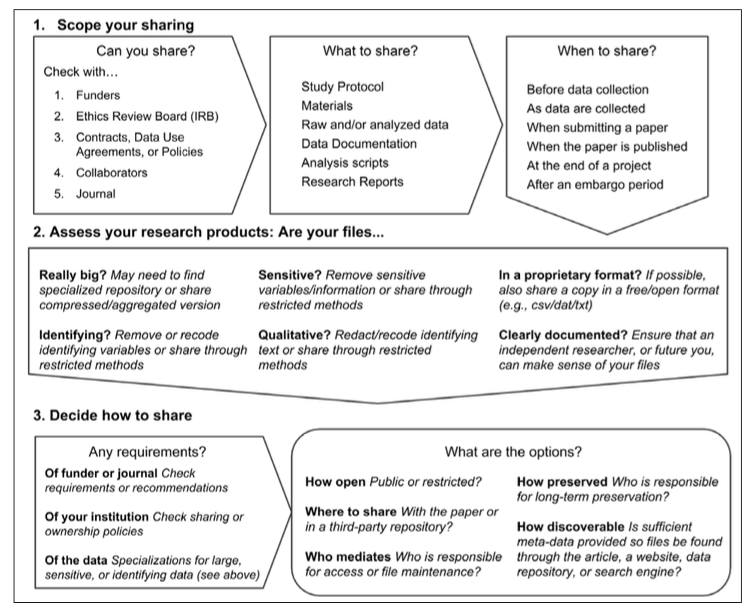 1. Scope your sharing
Can you share?
Check with…
1. Funders
2. Ethics Review Board (IRB)
3. Contracts, Data Use
Agreements, or Policies
4. Collaborators
5. Journal
What to share?
Study Protocol
Materials
Raw and/or analyzed data
Data Documentation
Analysis scripts
Research Reports
When to share?
Before data collection
As data are collected
When submitting a paper
When the paper is published
At the end of a project
After an embargo period
2. Assess your research products: Are your files...
Really big? May need to find
specialized repository or share
compressed/aggregated version
Sensitive? Remove sensitive
variables/information or share through
restricted methods
In a proprietary format? If possible,
also share a copy in a free/open format
(e.g., csv/dat/txt)
Identifying? Remove or recode
identifying variables or share through
restricted methods
Qualitative? Redact/recode identifying
text or share through restricted
methods
Clearly documented? Ensure that an
independent researcher, or future you,
can make sense of your files
3. Decide how to share
Any requirements?
Of funder or journal Check
requirements or recommendations
Of your institution Check sharing or
ownership policies
Of the data Specializations for large,
sensitive, or identifying data (see above)
What are the options?
How open Public or restricted?
Where to share With the paper or
in a third-party repository?
Who mediates Who is responsible
for access or file maintenance?
How preserved Who is responsible
for long-term preservation?
How discoverable Is sufficient
meta-data provided so files be found
through the article, a website, data
repository, or search engine?